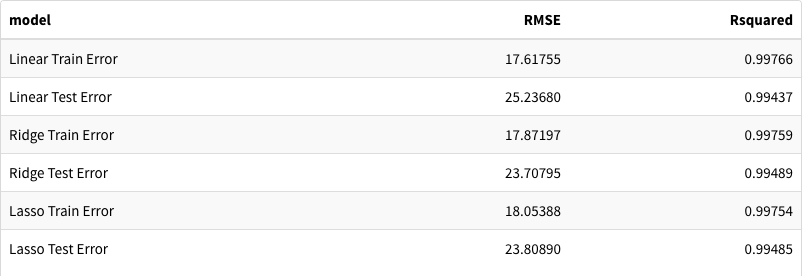 model RMSE Rsquared
Linear Train Error 17.61755 0.99766
Linear Test Error 25.23680 0.99437
Ridge Train Error 17.87197 0.99759
Ridge Test Error 23.70795 0.99489
Lasso Train Error 18.05388 0.99754
Lasso Test Error 23.80890 0.99485